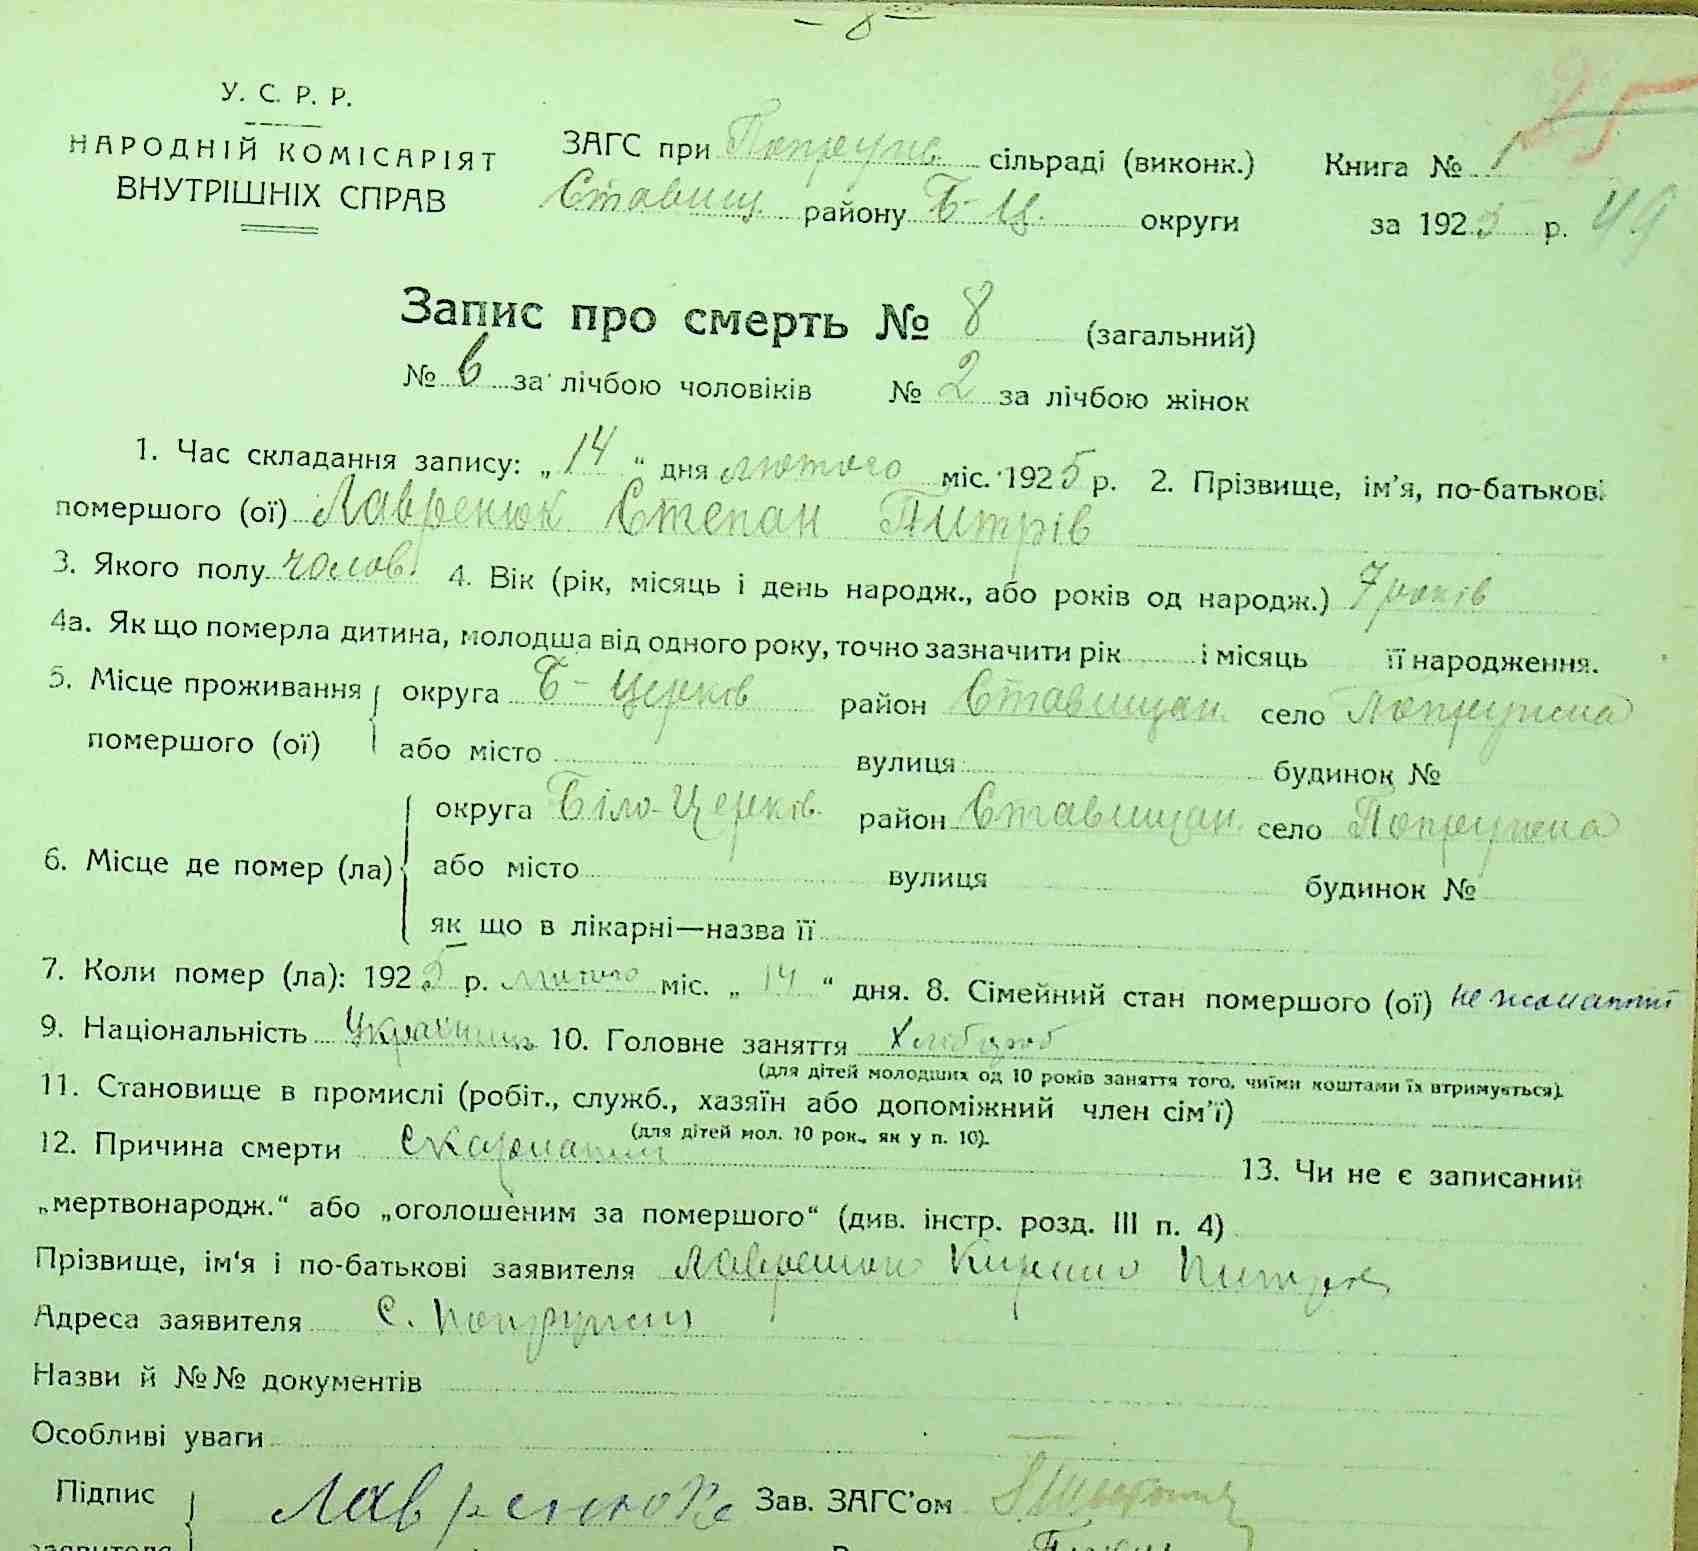 - 8 -
У. С. Р. Р.
НАРОДНІЙ КОМІСАРІЯТ
ВНУТРІШНІХ СПРАВ
25
ЗАГС при Попружн. сільраді (виконк.) Книга № 1
Ставищ. району Б-Ц. округи за 1925 р. 49
Запис про смерть № 8 (загальний)
№ 6 за лічбою чоловіків № 2 за лічбою жінок
1. Час складання запису: „14“ дня лютого міс. 1925 р. 2. Прізвище, ім'я, по-батькові
помершого (ої) Лавренюк Степан Питрів
3. Якого полу чолов. 4. Вік (рік, місяць і день народж., або років од народж.) 7 років
4а. Як що померла дитина, молодша від одного року, точно зазначити рік і місяць її народження.
5. Місце проживання помершого (ої) округа Б-Церків район Ставищан. село Попружна
або місто вулиця будинок №
6. Місце де помер (ла) округа Біло-Церків. район Ставищан. село Попружна
або місто вулиця будинок №
як що в лікарні—назва її
7. Коли помер (ла): 1925 р. лютого міс. „14“ дня. 8. Сімейний стан помершого (ої) не жонатий
9. Національність Українець 10. Головне заняття Хлібороб
(для дітей молодших од 10 років заняття того, чиїми коштами їх втримується).
11. Становище в промислі (робіт., служб., хазяїн або допоміжний член сім'ї)
(для дітей мол. 10 рок., як у п. 10).
12. Причина смерти Скарлатин 13. Чи не є записаний
„мертвонародж.“ або „оголошеним за помершого“ (див. інстр. розд. III п. 4)
Прізвище, ім'я і по-батькові заявителя Лавренюк Кирило
Адреса заявителя с. Попружни
Назви й №№ документів
Особливі уваги
Підпис Лавренюк Зав. ЗАГС'ом
заявителя